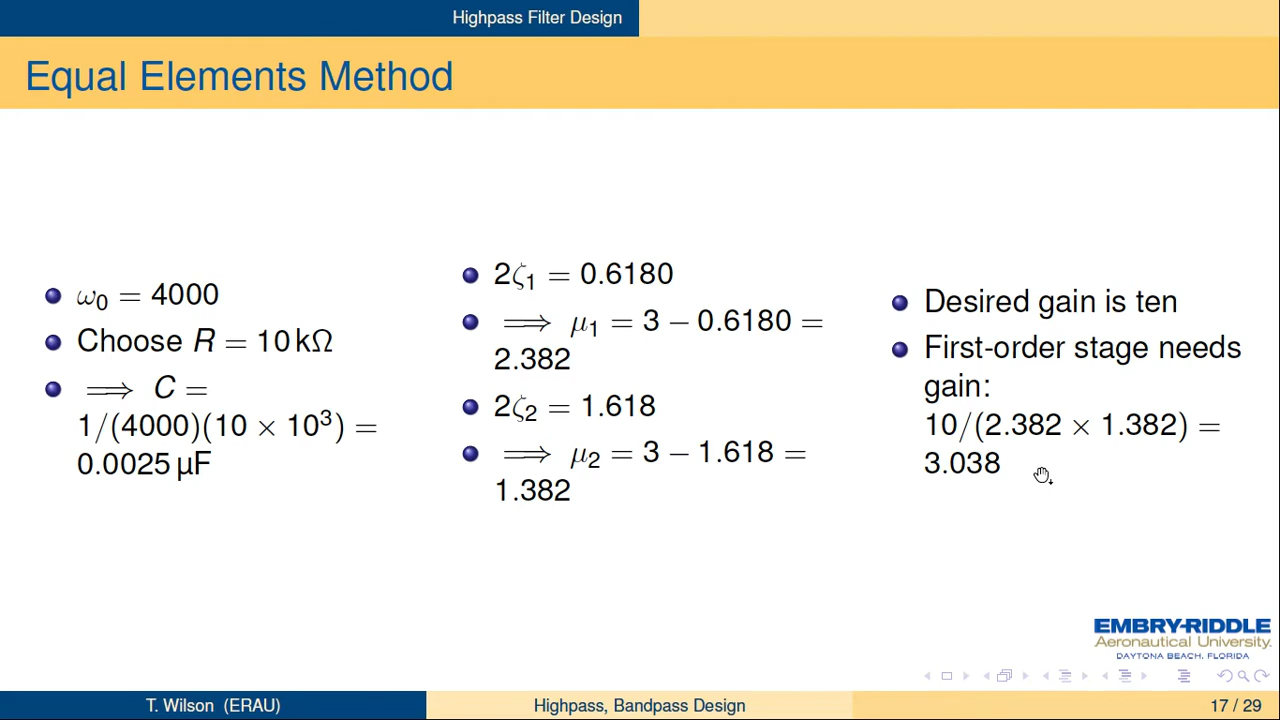 Highpass Filter Design
Equal Elements Method
ω₀ = 4000
Choose R = 10 kΩ
⟹ C =
1/(4000)(10 × 10³) =
0.0025 µF
2ζ₁ = 0.6180
⟹ µ₁ = 3 − 0.6180 =
2.382
2ζ₂ = 1.618
⟹ µ₂ = 3 − 1.618 =
1.382
Desired gain is ten
First-order stage needs
gain:
10/(2.382 × 1.382) =
3.038
EMBRY-RIDDLE
Aeronautical University.
DAYTONA BEACH, FLORIDA
T. Wilson (ERAU)
Highpass, Bandpass Design
17 / 29